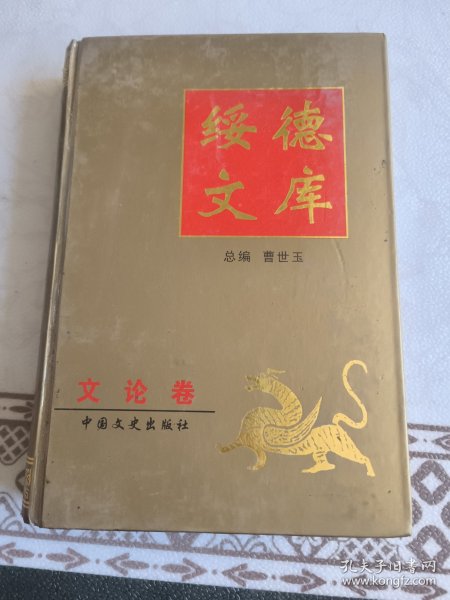 绥德
文库
总编 曹世玉
文论卷
中国文史出版社
孔夫子旧书网
www.kongfz.com